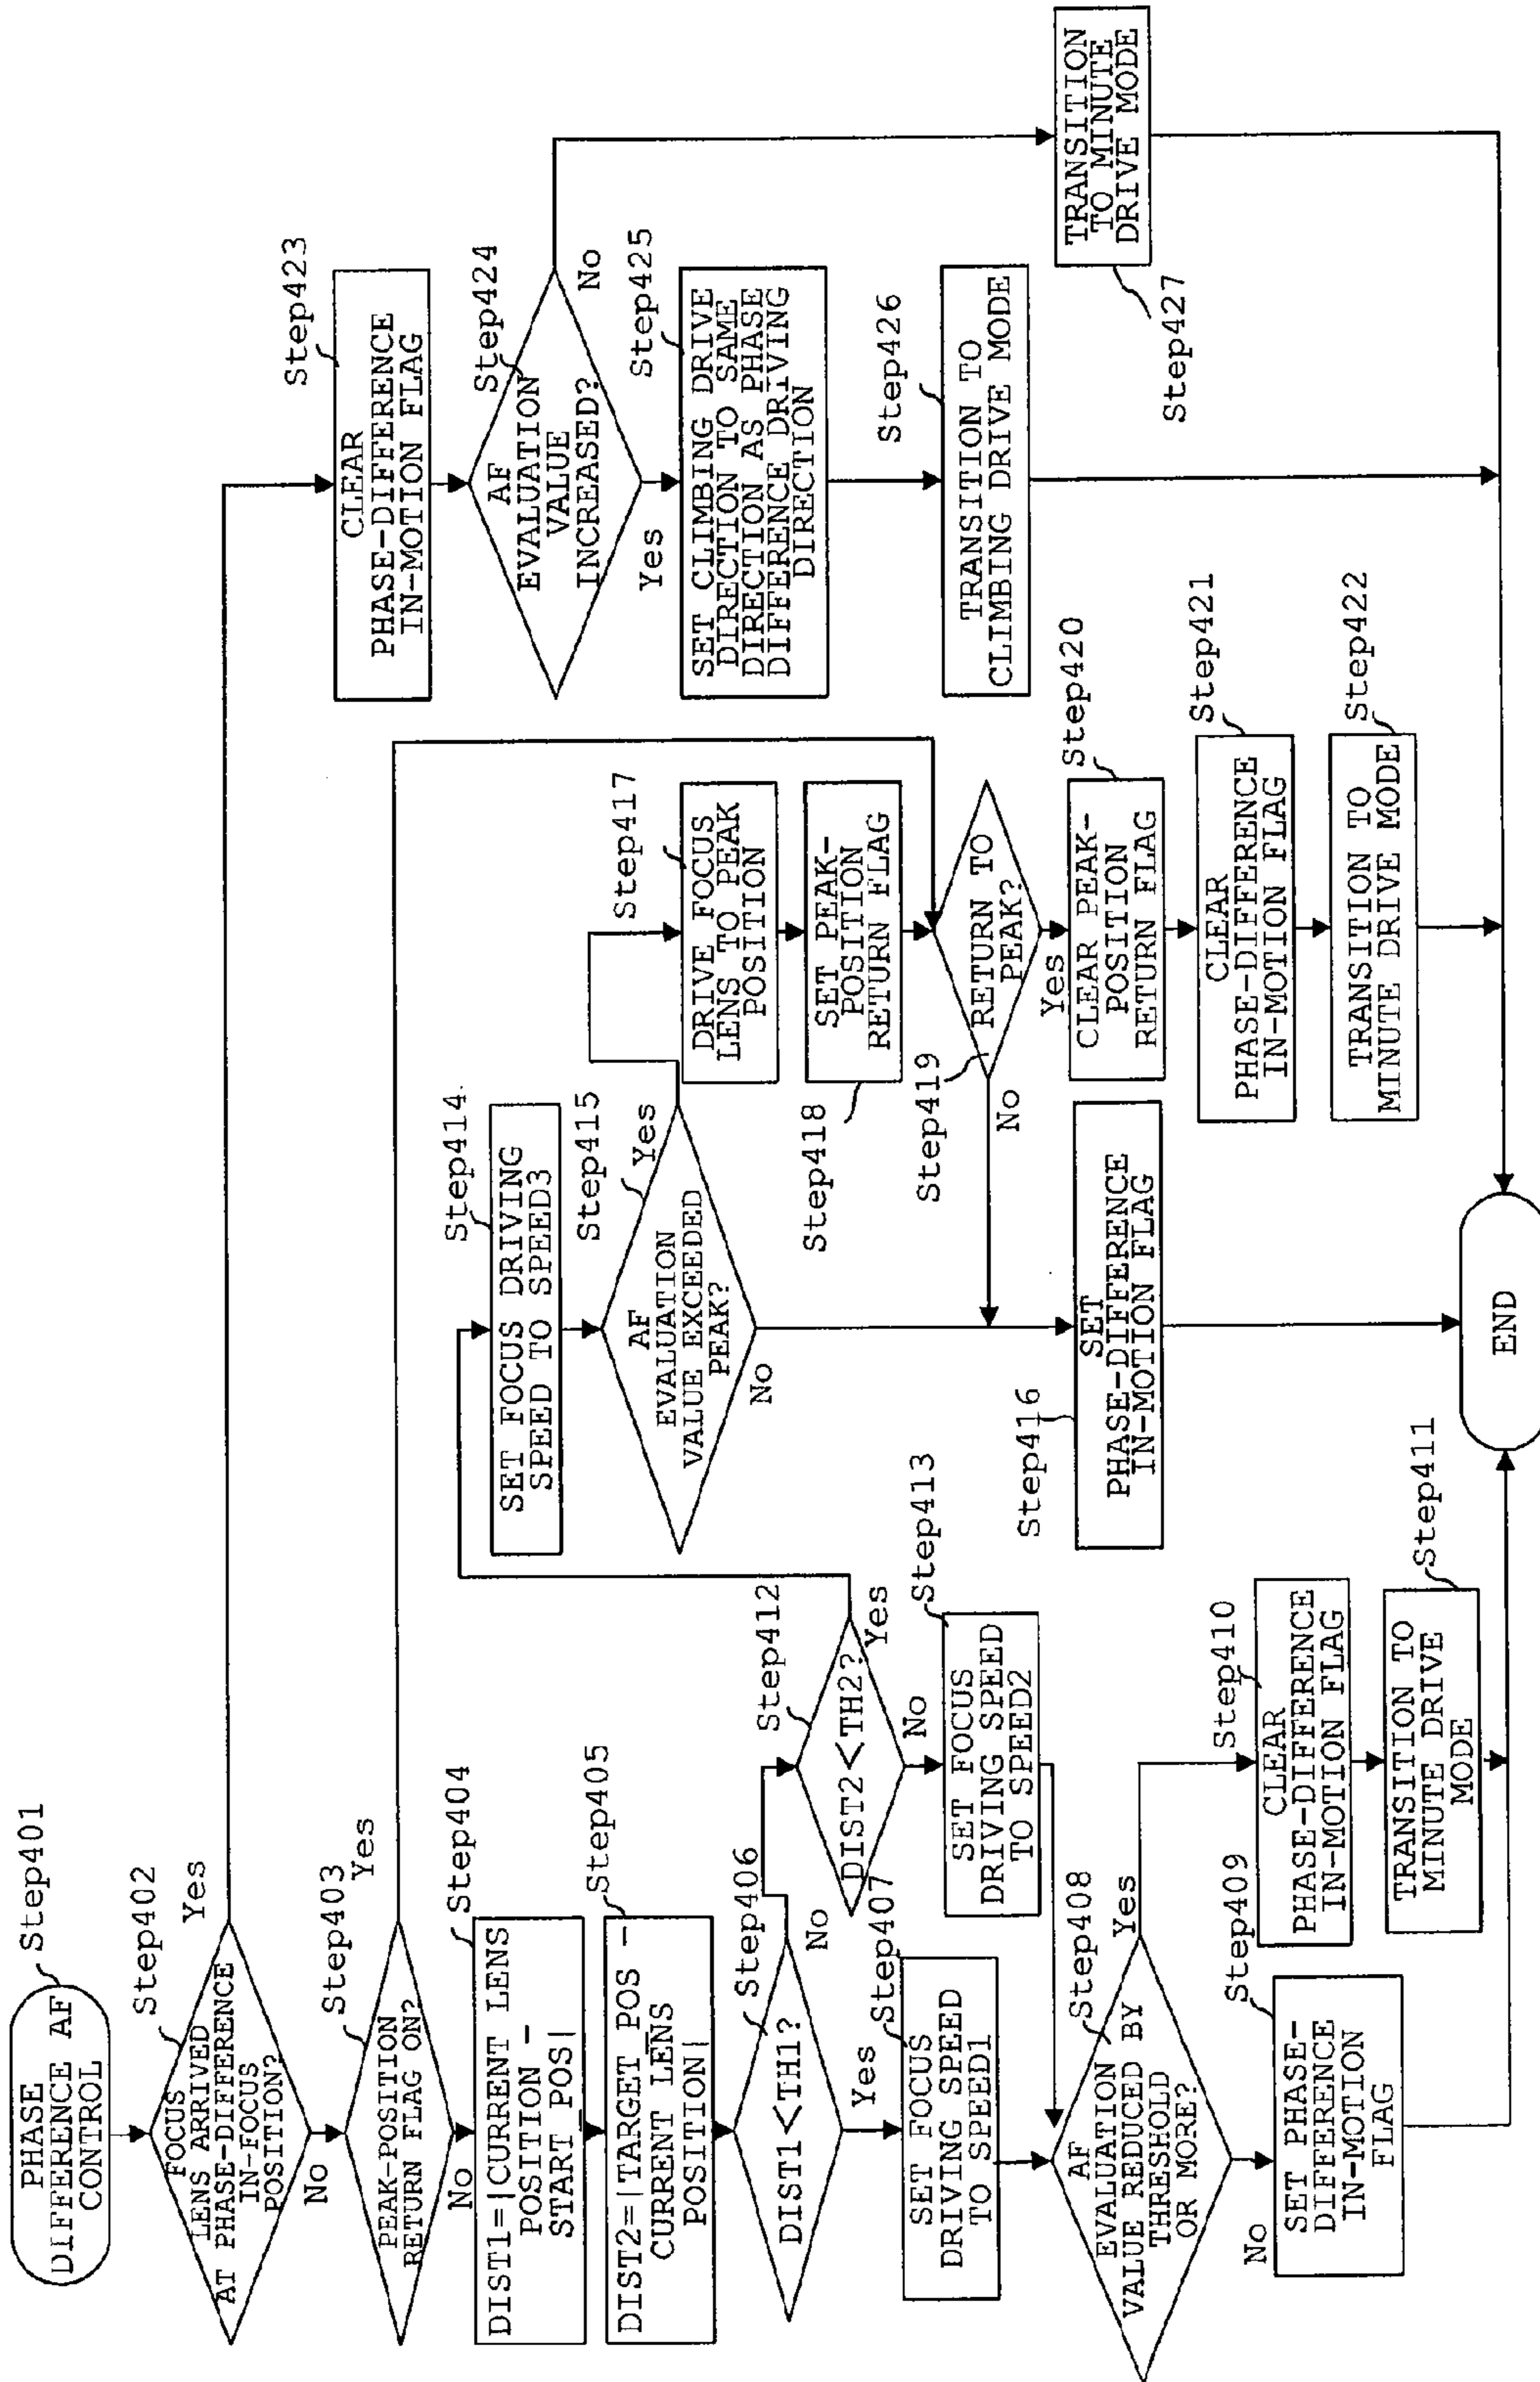 PHASE
DIFFERENCE AF
CONTROL
Step401
FOCUS
LENS ARRIVED
AT PHASE-DIFFERENCE
IN-FOCUS
POSITION?
Step402
Yes
No
PEAK-POSITION
RETURN FLAG ON?
Step403
Yes
No
DIST1=|CURRENT LENS
POSITION -
START_POS|
Step404
DIST2=|TARGET_POS -
CURRENT LENS
POSITION|
Step405
DIST1<TH1?
Step406
No
Yes
SET FOCUS
DRIVING SPEED
TO SPEED1
Step407
AF
EVALUATION
VALUE REDUCED BY
THRESHOLD
OR MORE?
Step408
Yes
No
SET PHASE-
DIFFERENCE
IN-MOTION
FLAG
Step409
CLEAR
PHASE-DIFFERENCE
IN-MOTION FLAG
Step410
TRANSITION TO
MINUTE DRIVE
MODE
Step411
DIST2<TH2?
Step412
Yes
No
SET FOCUS
DRIVING SPEED
TO SPEED2
Step413
SET FOCUS DRIVING
SPEED TO SPEED3
Step414
AF
EVALUATION
VALUE EXCEEDED
PEAK?
Step415
Yes
No
SET
PHASE-DIFFERENCE
IN-MOTION FLAG
Step416
DRIVE FOCUS
LENS TO PEAK
POSITION
Step417
SET PEAK-
POSITION
RETURN FLAG
Step418
RETURN TO
PEAK?
Step419
No
Yes
CLEAR PEAK-
POSITION
RETURN FLAG
Step420
CLEAR
PHASE-DIFFERENCE
IN-MOTION FLAG
Step421
TRANSITION TO
MINUTE DRIVE MODE
Step422
CLEAR
PHASE-DIFFERENCE
IN-MOTION FLAG
Step423
AF
EVALUATION
VALUE
INCREASED?
Step424
No
Yes
SET CLIMBING DRIVE
DIRECTION TO SAME
DIRECTION AS PHASE
DIFFERENCE DRIVING
DIRECTION
Step425
TRANSITION TO
CLIMBING DRIVE MODE
Step426
TRANSITION
TO MINUTE
DRIVE MODE
Step427
END